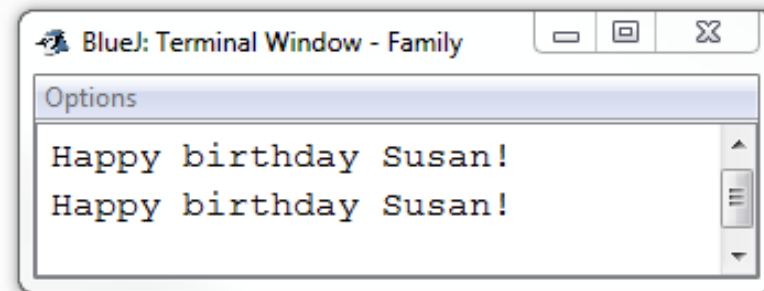 BlueJ: Terminal Window - Family
Options
Happy birthday Susan!
Happy birthday Susan!